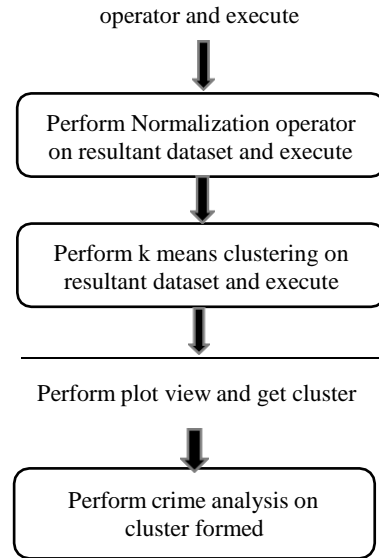 operator and execute
Perform Normalization operator
on resultant dataset and execute
Perform k means clustering on
resultant dataset and execute
Perform plot view and get cluster
Perform crime analysis on
cluster formed